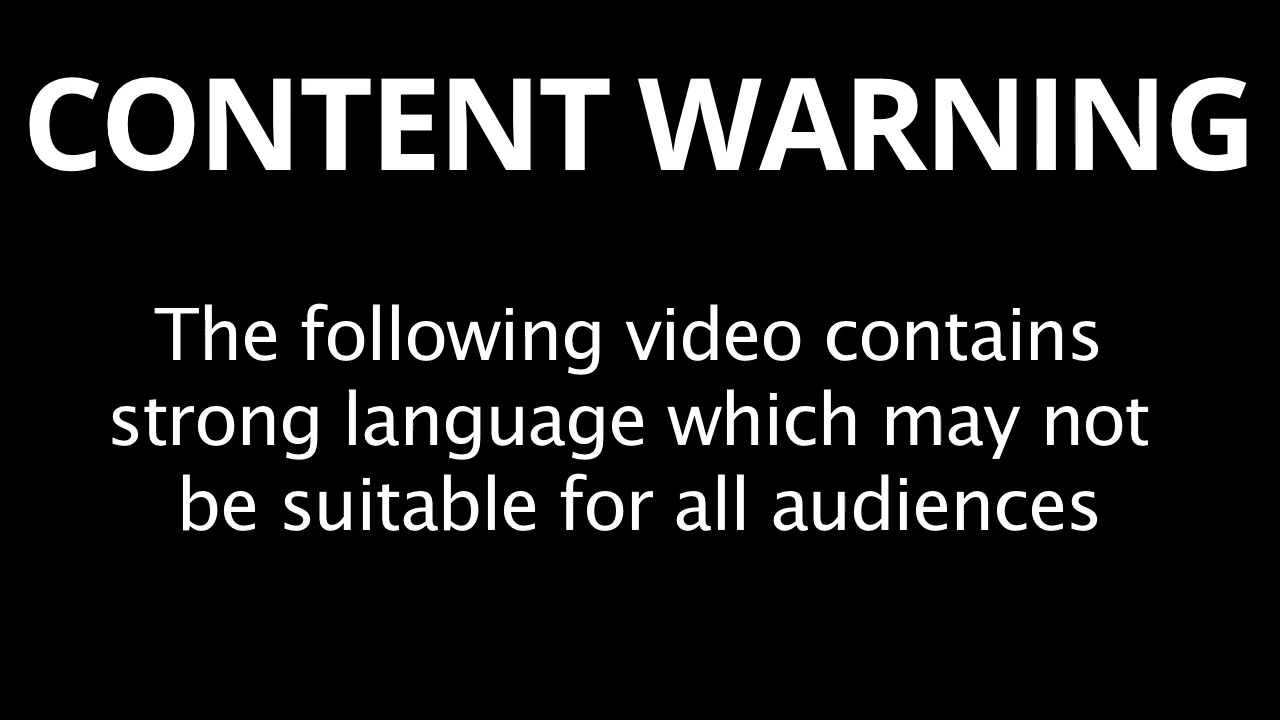 CONTENT WARNING
The following video contains
strong language which may not
be suitable for all audiences